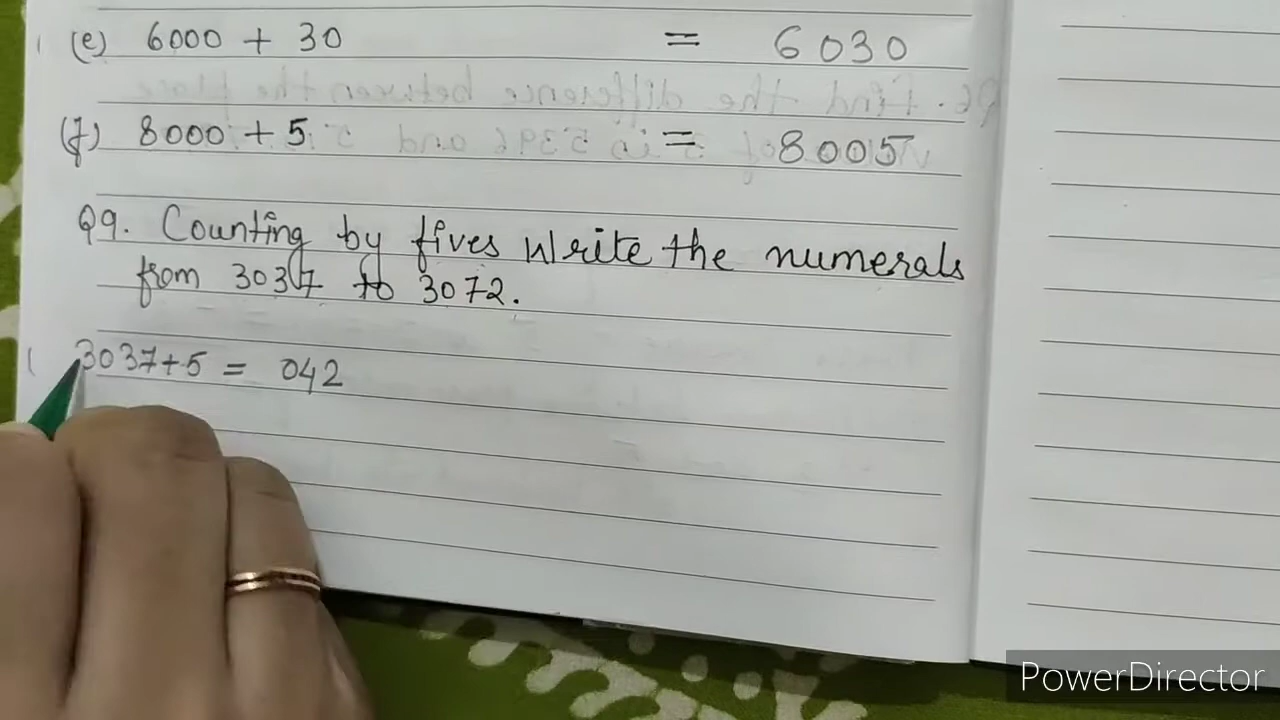 (e) 6000 + 30 = 6030
(f) 8000 + 5 = 8005
Q9. Counting by fives Write the numerals
from 3037 to 3072.
3037+5 = 042
PowerDirector